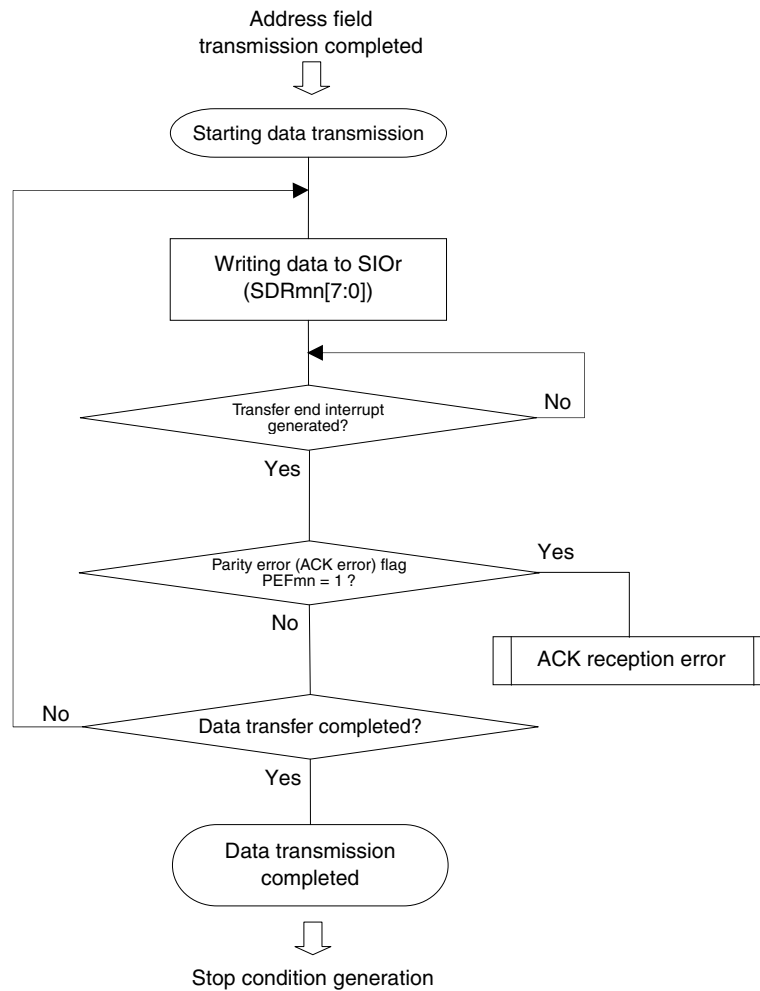 Address field
transmission completed
Starting data transmission
Writing data to SIOr
(SDRmn[7:0])
Transfer end interrupt
generated?
No
Yes
Parity error (ACK error) flag
PEFmn = 1 ?
Yes
No
ACK reception error
Data transfer completed?
No
Yes
Data transmission
completed
Stop condition generation